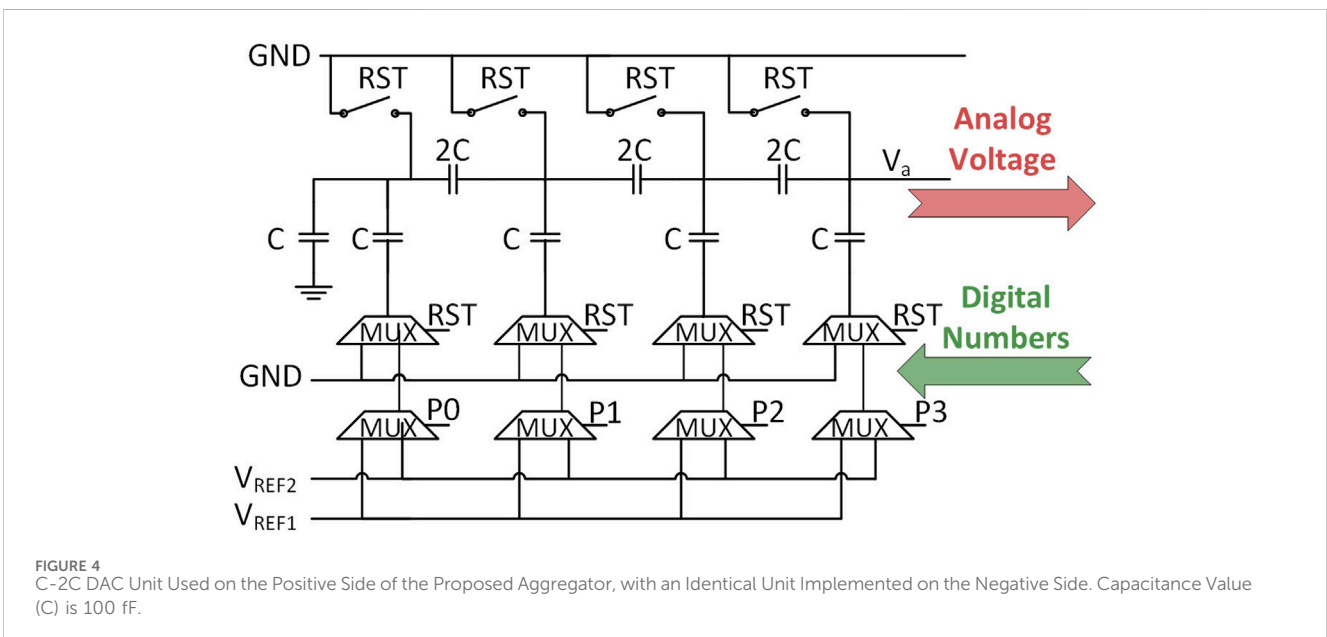 GND
RST RST RST RST
Analog
Voltage
2C 2C 2C Va
C C C C C
Digital
Numbers
RST RST RST RST
MUX MUX MUX MUX
GND
P0 P1 P2 P3
MUX MUX MUX MUX
VREF2
VREF1
FIGURE 4
C-2C DAC Unit Used on the Positive Side of the Proposed Aggregator, with an Identical Unit Implemented on the Negative Side. Capacitance Value
(C) is 100 fF.